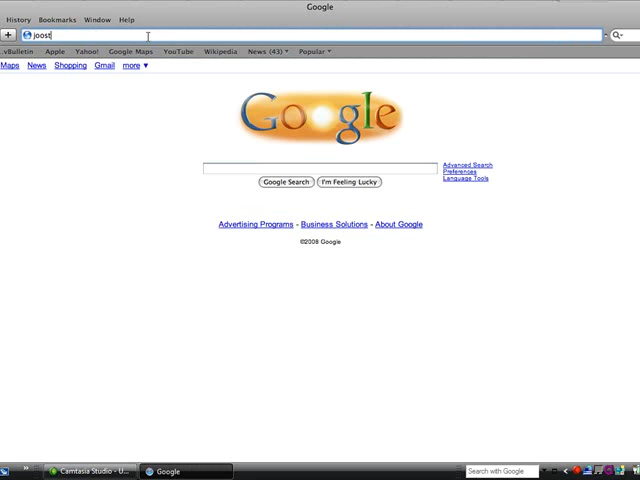 Google
History Bookmarks Window Help
joost
..vBulletin Apple Yahoo! Google Maps YouTube Wikipedia News (43) Popular
Maps News Shopping Gmail more
Google
Advanced Search
Preferences
Language Tools
Google Search I'm Feeling Lucky
Advertising Programs - Business Solutions - About Google
©2008 Google
Camtasia Studio - U... Google Search with Google